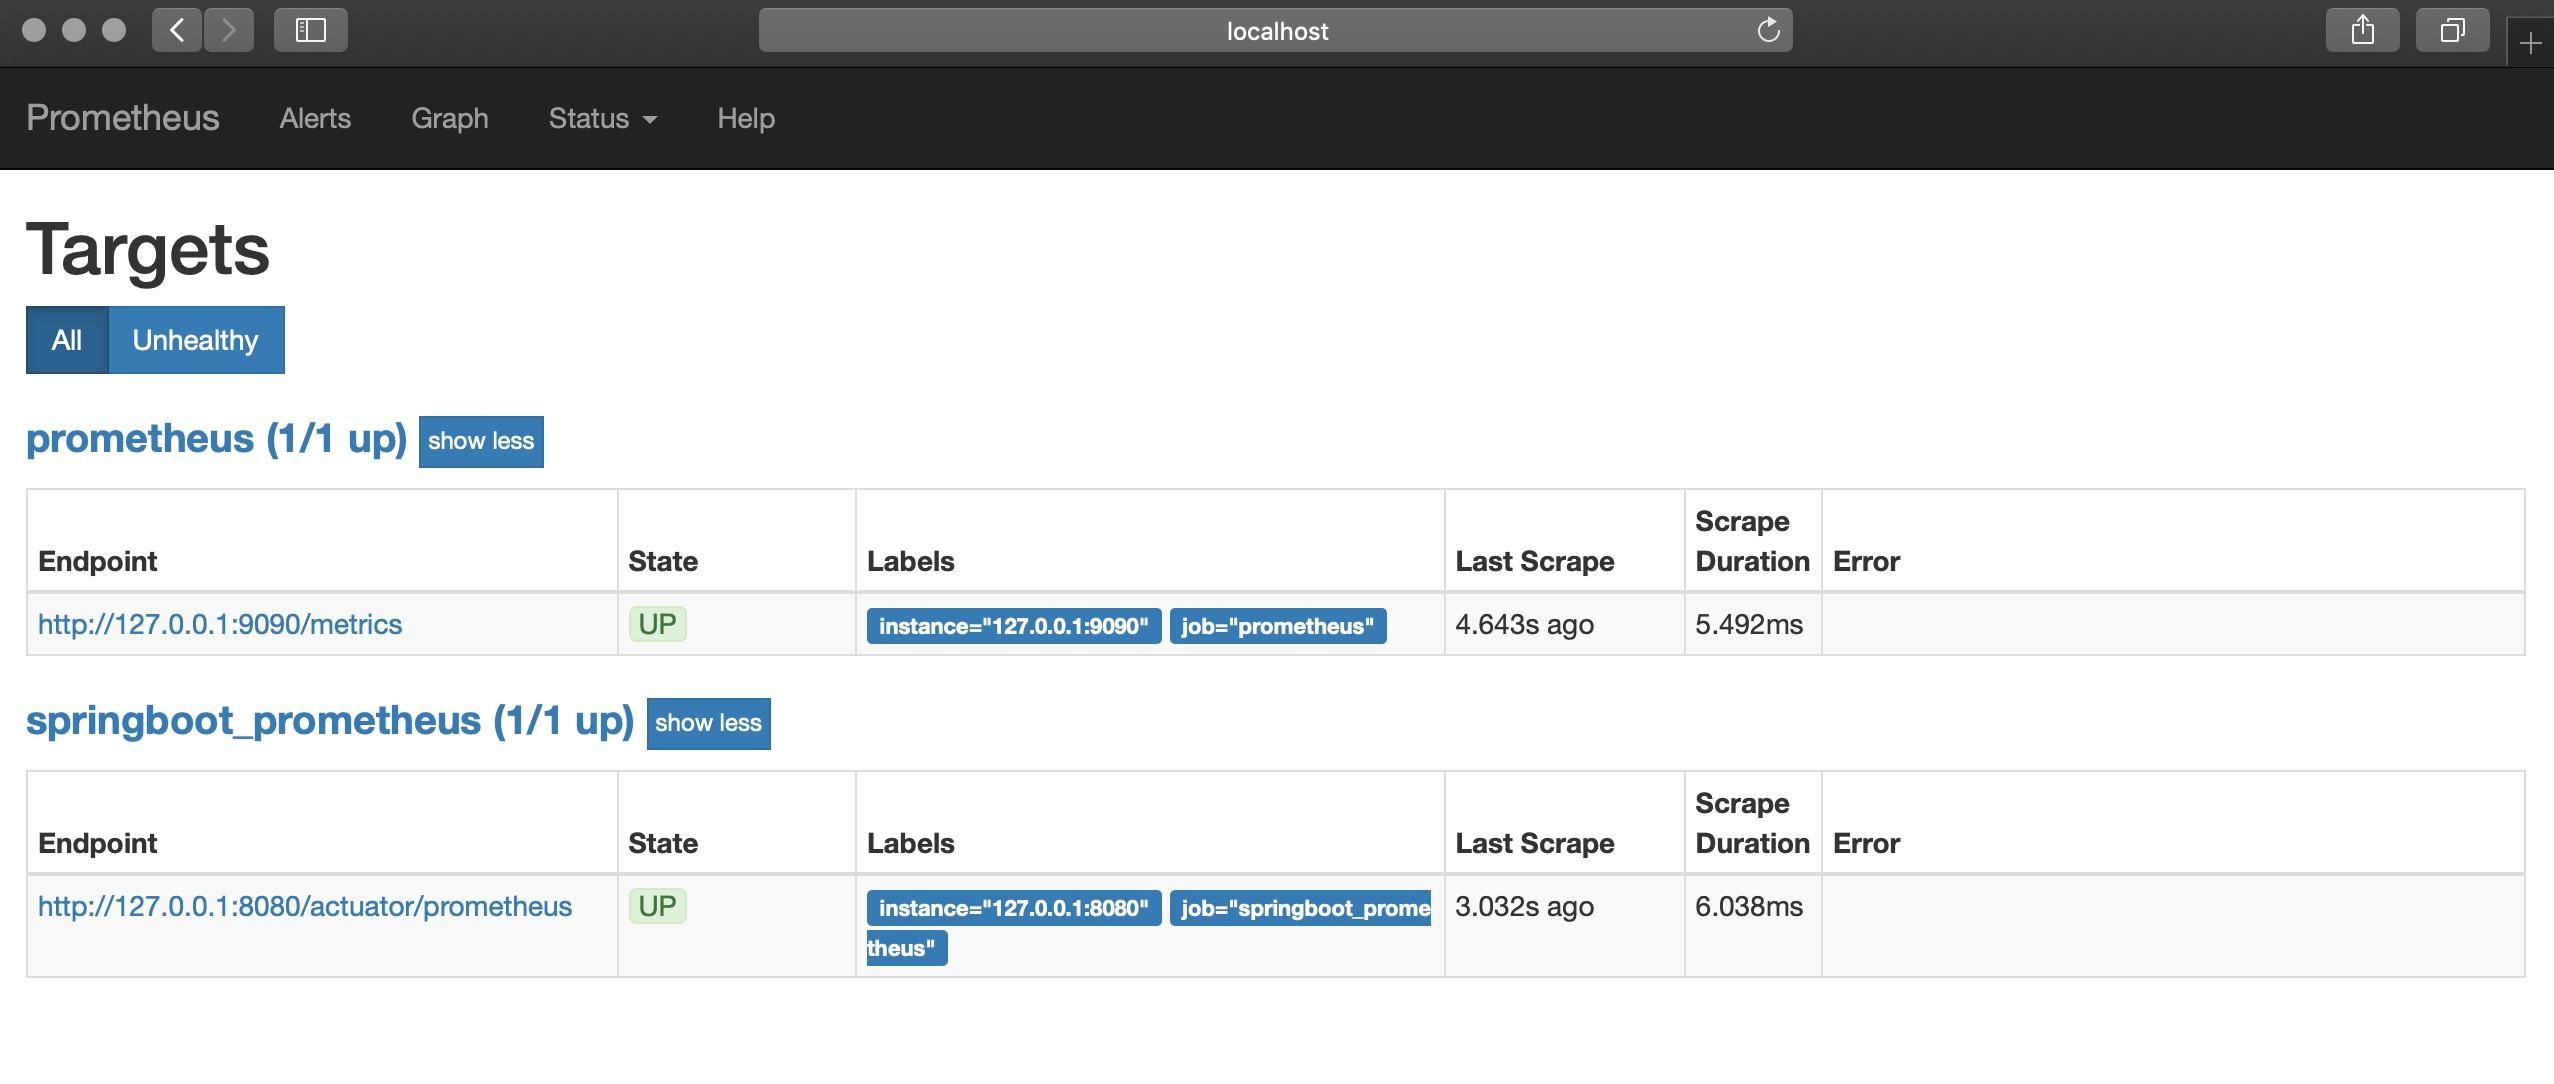 localhost
Prometheus Alerts Graph Status Help
Targets
All Unhealthy
prometheus (1/1 up) show less
Endpoint State Labels Last Scrape Scrape Duration Error
http://127.0.0.1:9090/metrics UP instance="127.0.0.1:9090" job="prometheus" 4.643s ago 5.492ms
springboot_prometheus (1/1 up) show less
Endpoint State Labels Last Scrape Scrape Duration Error
http://127.0.0.1:8080/actuator/prometheus UP instance="127.0.0.1:8080" job="springboot_prome 3.032s ago 6.038ms
theus"